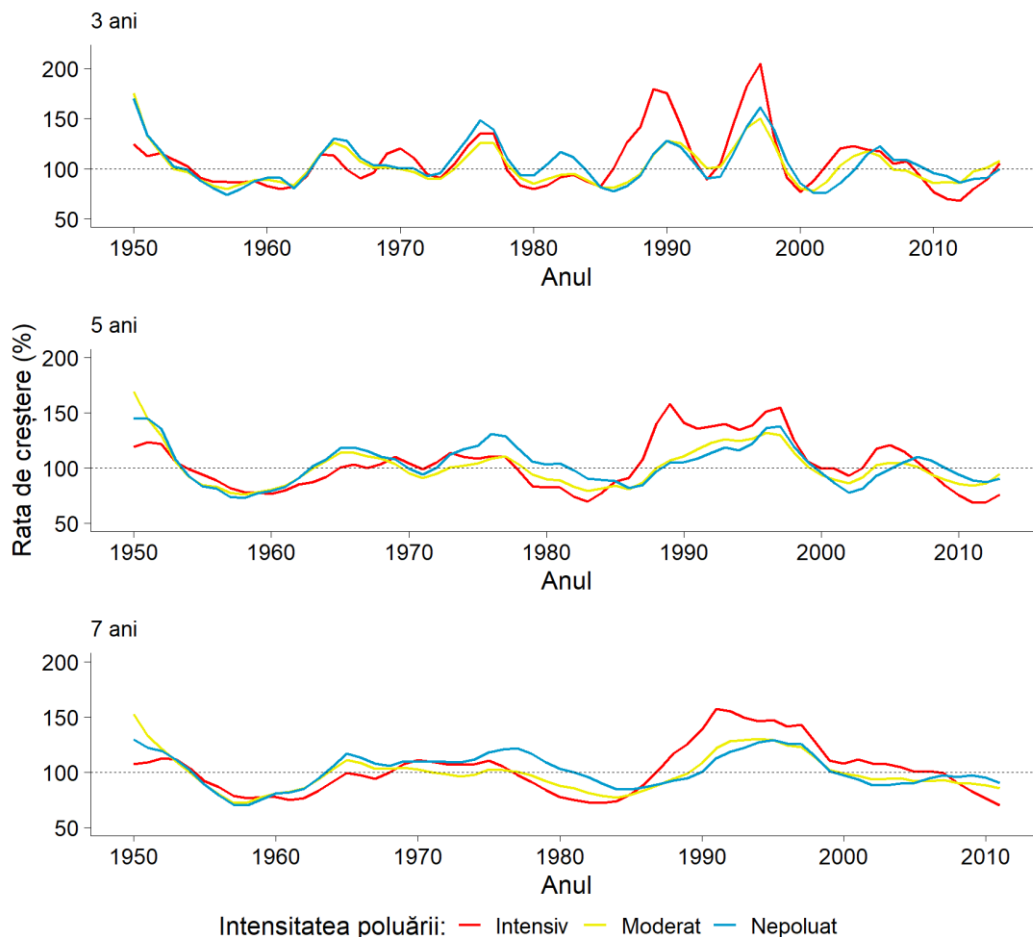 3 ani
200
150
100
50
1950 1960 1970 1980 1990 2000 2010
Anul
Rata de creștere (%)
5 ani
200
150
100
50
1950 1960 1970 1980 1990 2000 2010
Anul
7 ani
200
150
100
50
1950 1960 1970 1980 1990 2000 2010
Anul
Intensitatea poluării: Intensiv Moderat Nepoluat